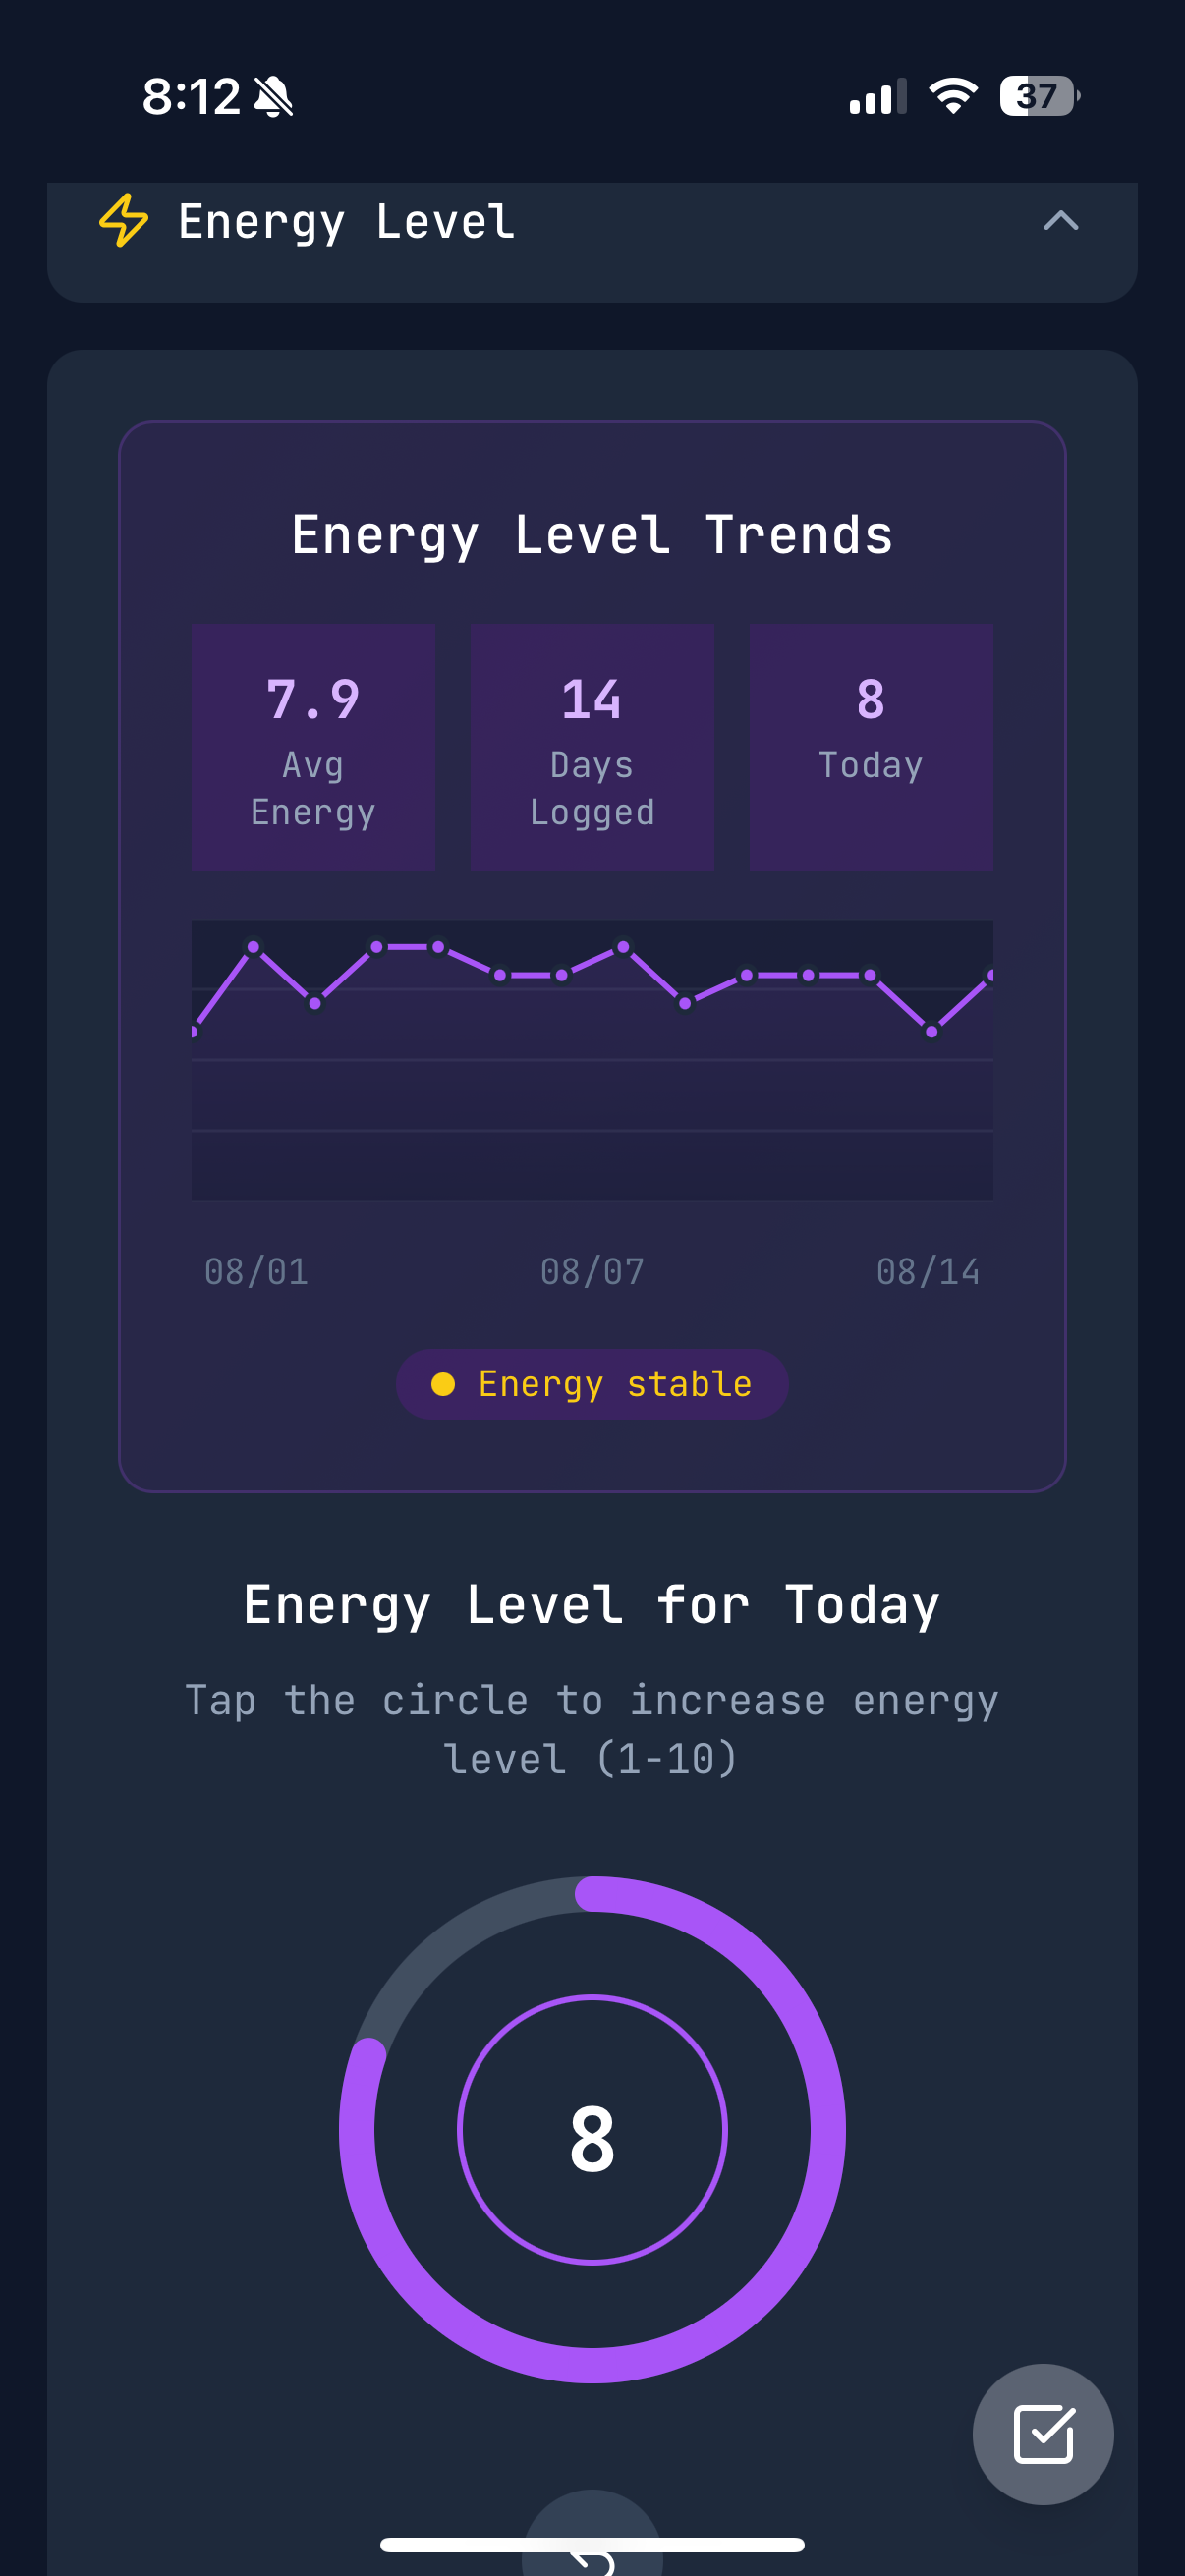 8:12
37
Energy Level
Energy Level Trends
7.9
Avg
Energy
14
Days
Logged
8
Today
08/01
08/07
08/14
Energy stable
Energy Level for Today
Tap the circle to increase energy
level (1-10)
8